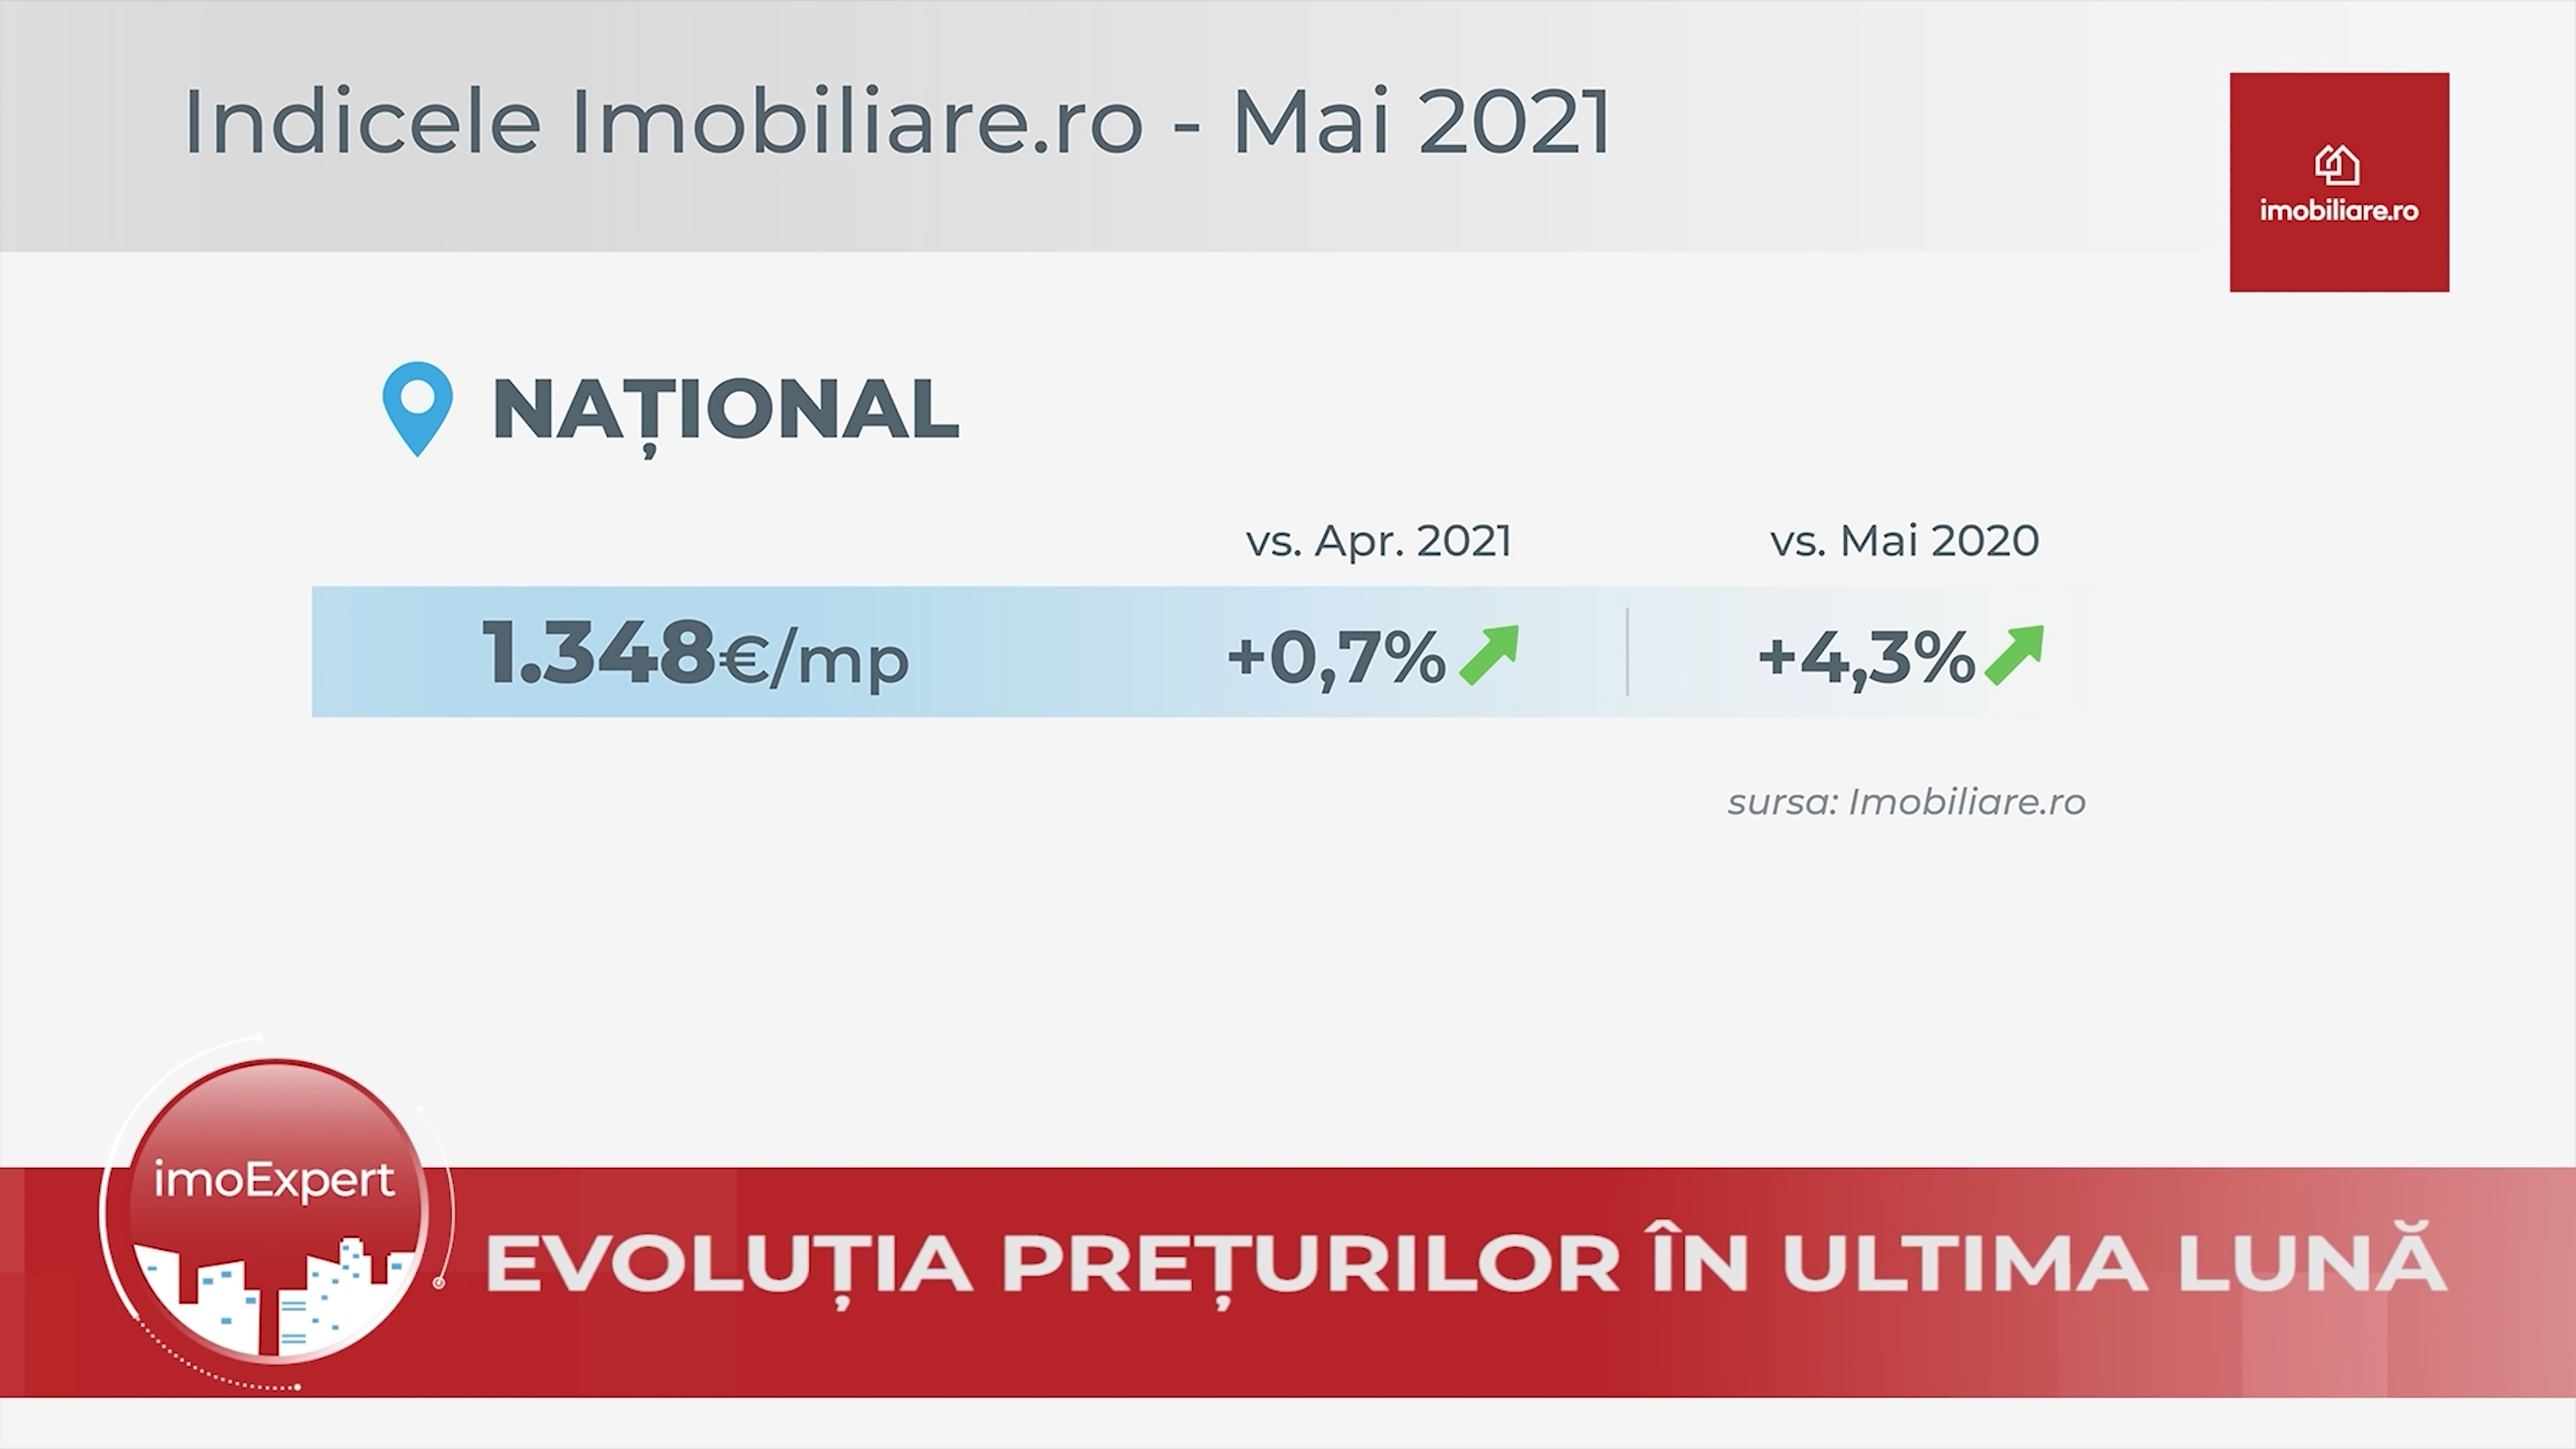 Indicele Imobiliare.ro - Mai 2021
imobiliare.ro
NAȚIONAL
vs. Apr. 2021 vs. Mai 2020
1.348€/mp +0,7% +4,3%
sursa: Imobiliare.ro
imoExpert
EVOLUȚIA PREȚURILOR ÎN ULTIMA LUNĂ